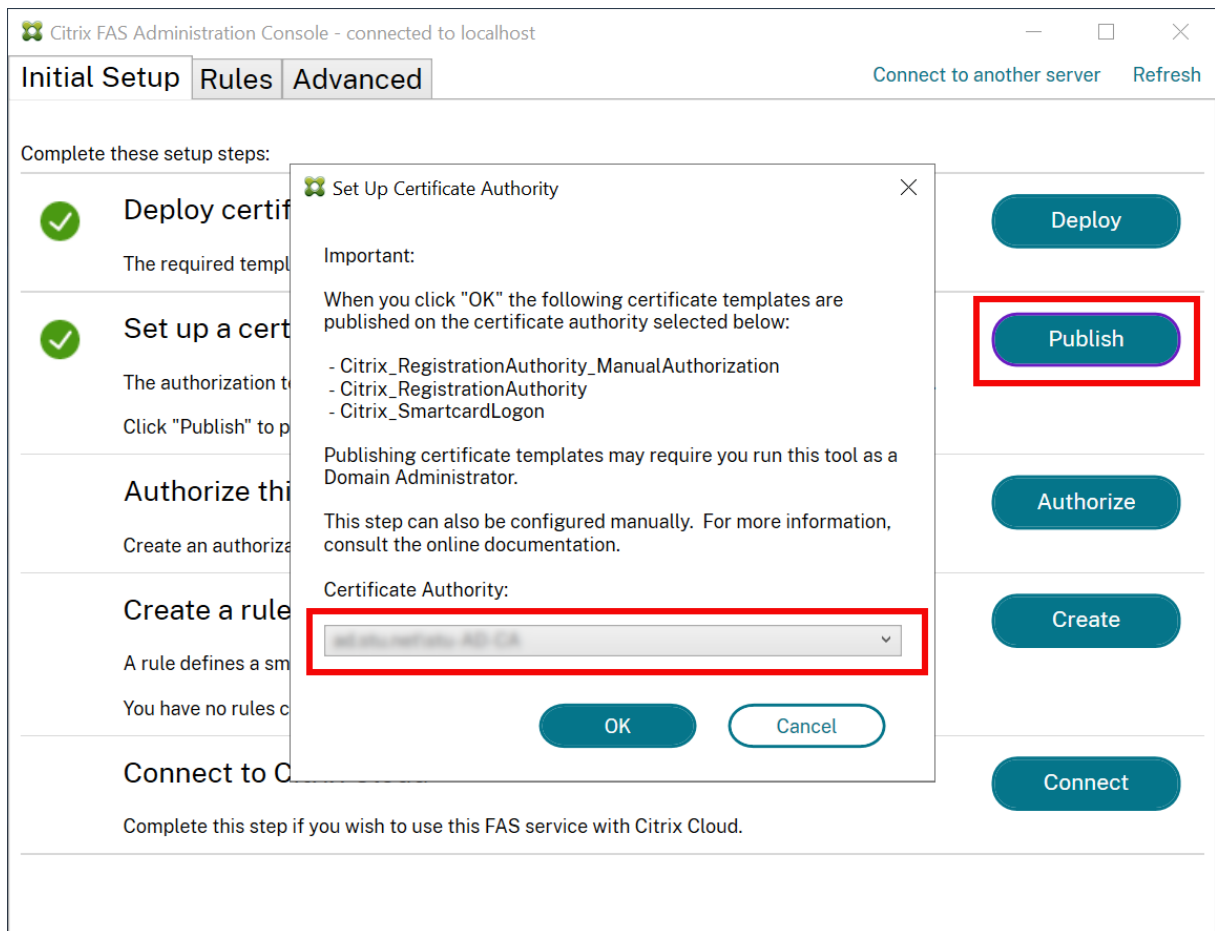 Citrix FAS Administration Console - connected to localhost
Initial Setup Rules Advanced Connect to another server Refresh
Complete these setup steps:
Deploy certif
The required templ
Deploy
Set up a cert
The authorization t
Click "Publish" to p
Publish
Authorize thi
Create an authoriza
Authorize
Create a rule
A rule defines a sm
You have no rules c
Create
Connect to C
Complete this step if you wish to use this FAS service with Citrix Cloud.
Connect
Set Up Certificate Authority
Important:
When you click "OK" the following certificate templates are
published on the certificate authority selected below:
- Citrix_RegistrationAuthority_ManualAuthorization
- Citrix_RegistrationAuthority
- Citrix_SmartcardLogon
Publishing certificate templates may require you run this tool as a
Domain Administrator.
This step can also be configured manually. For more information,
consult the online documentation.
Certificate Authority:
OK Cancel